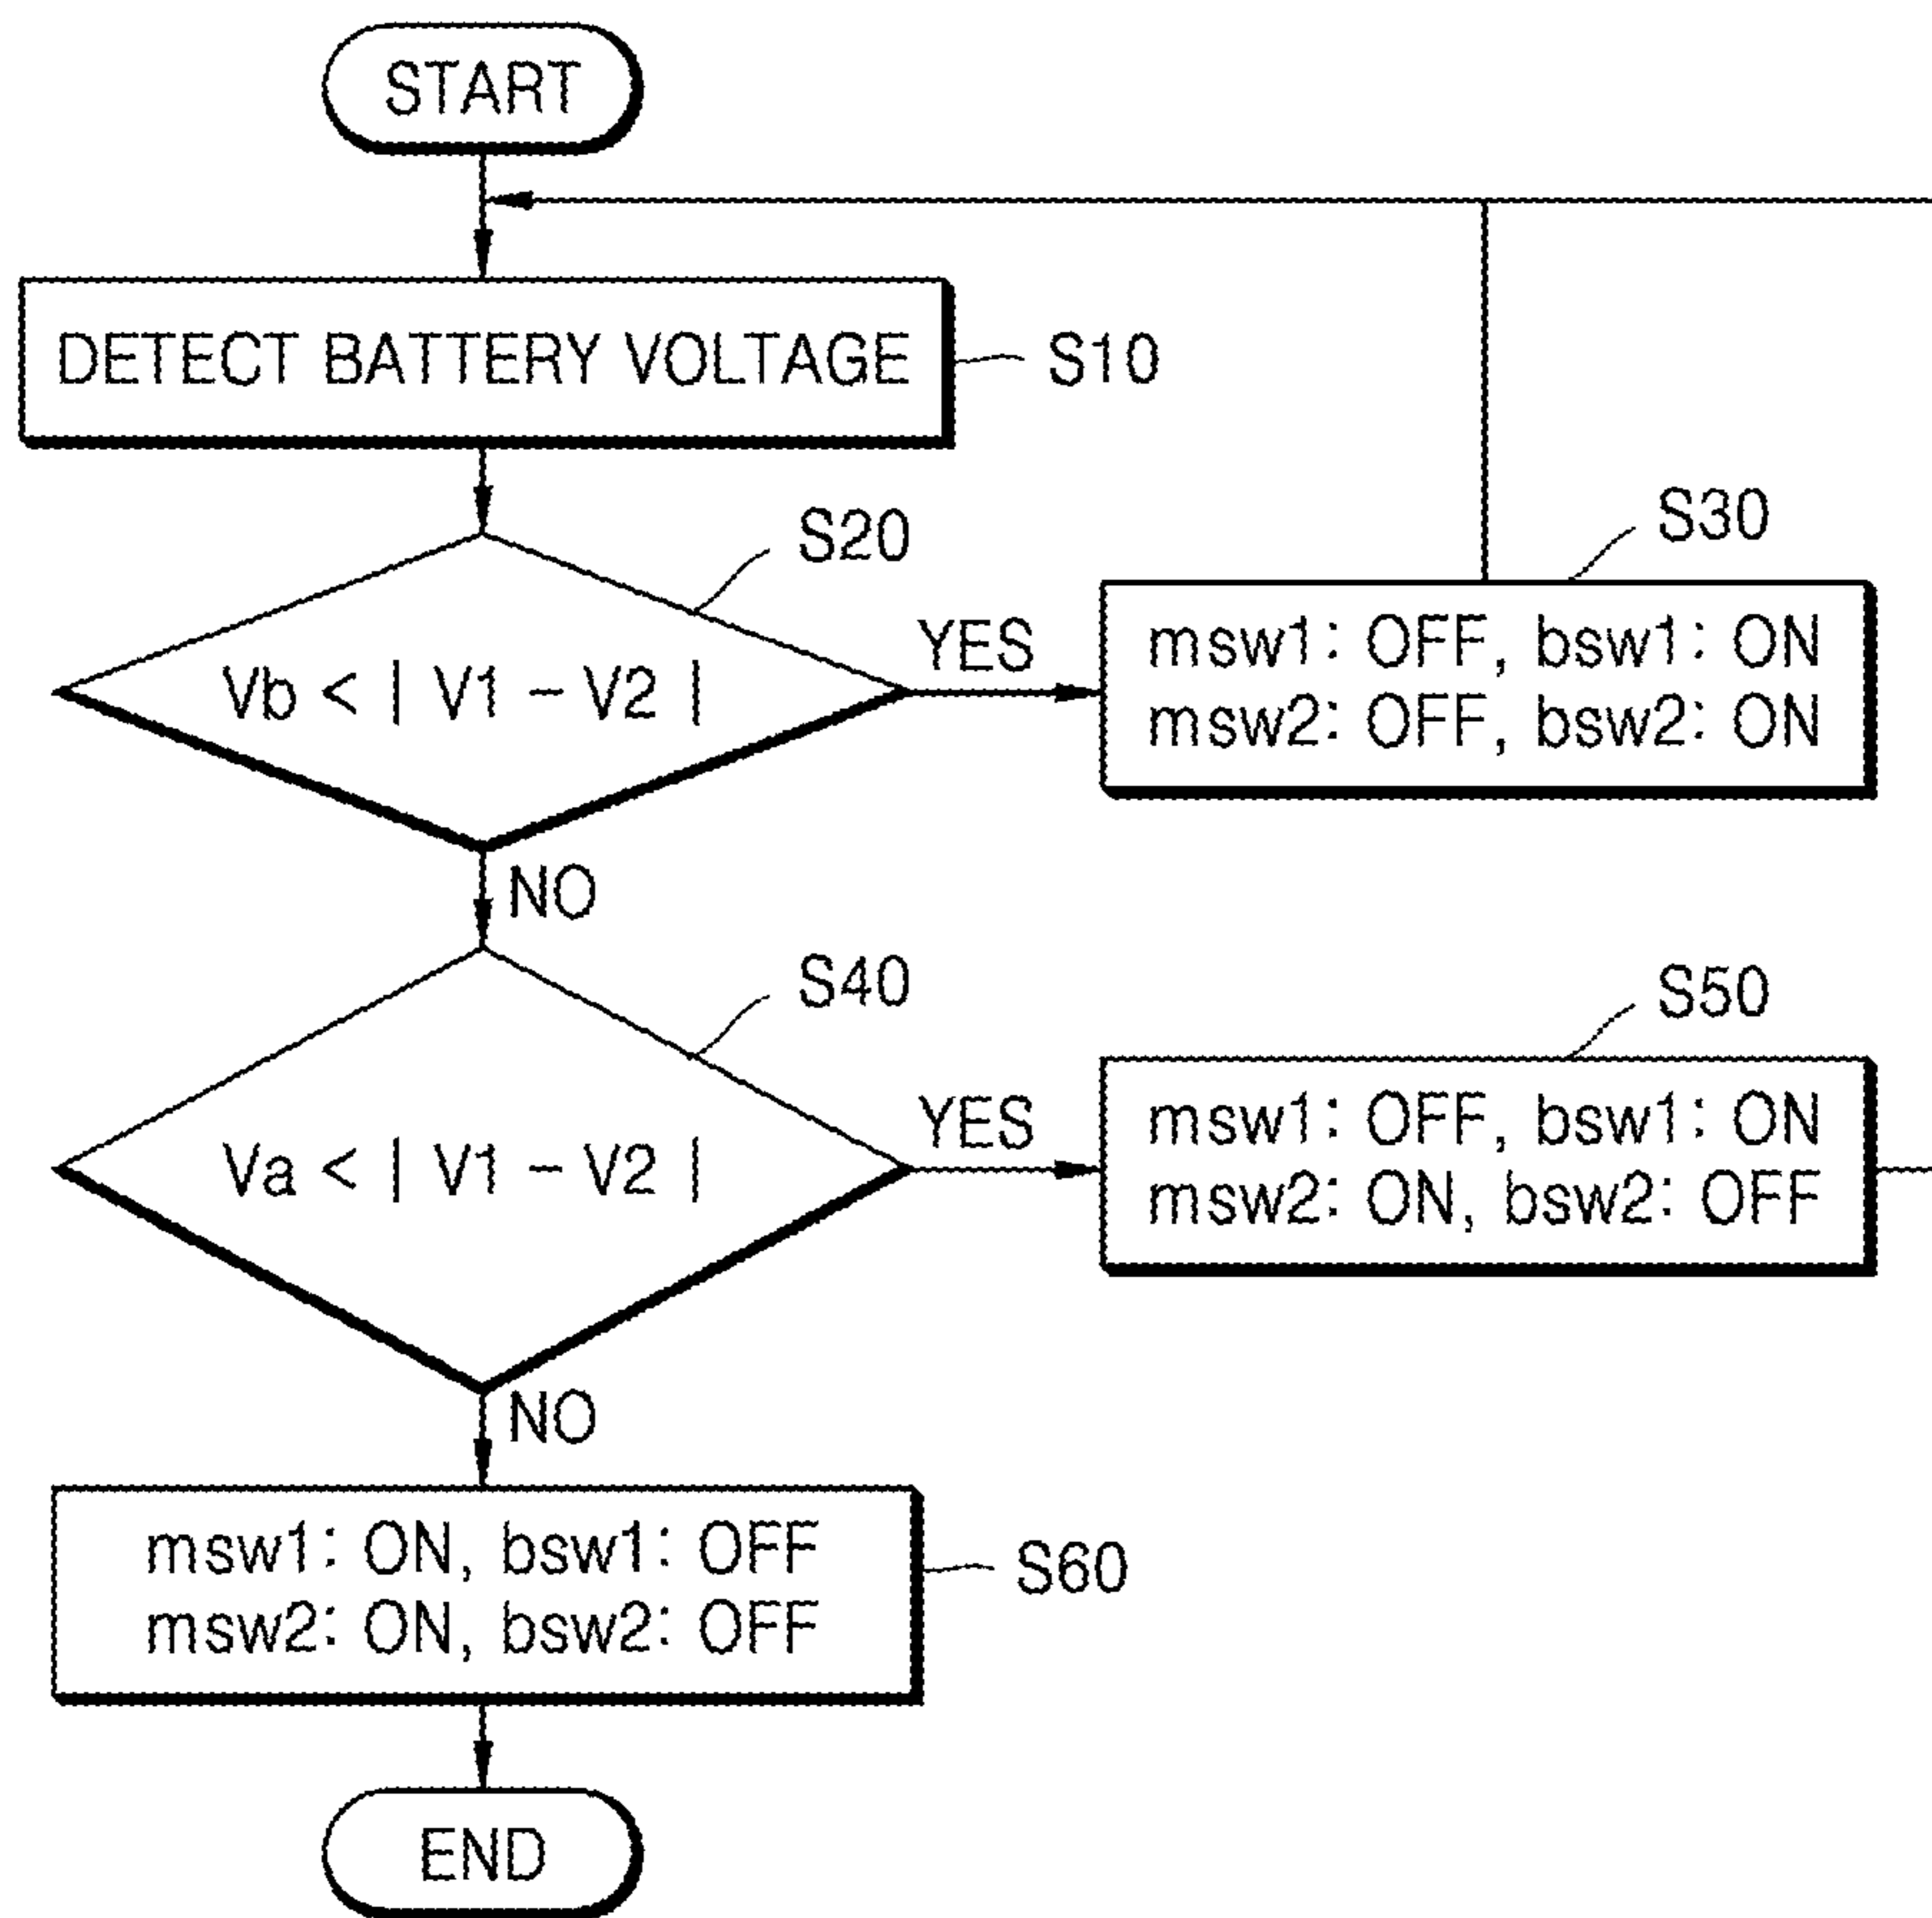 START
DETECT BATTERY VOLTAGE
S10
S20
Vb < | V1 − V2 |
YES
S30
msw1: OFF, bsw1: ON
msw2: OFF, bsw2: ON
NO
S40
Va < | V1 − V2 |
YES
S50
msw1: OFF, bsw1: ON
msw2: ON, bsw2: OFF
NO
msw1: ON, bsw1: OFF
msw2: ON, bsw2: OFF
S60
END